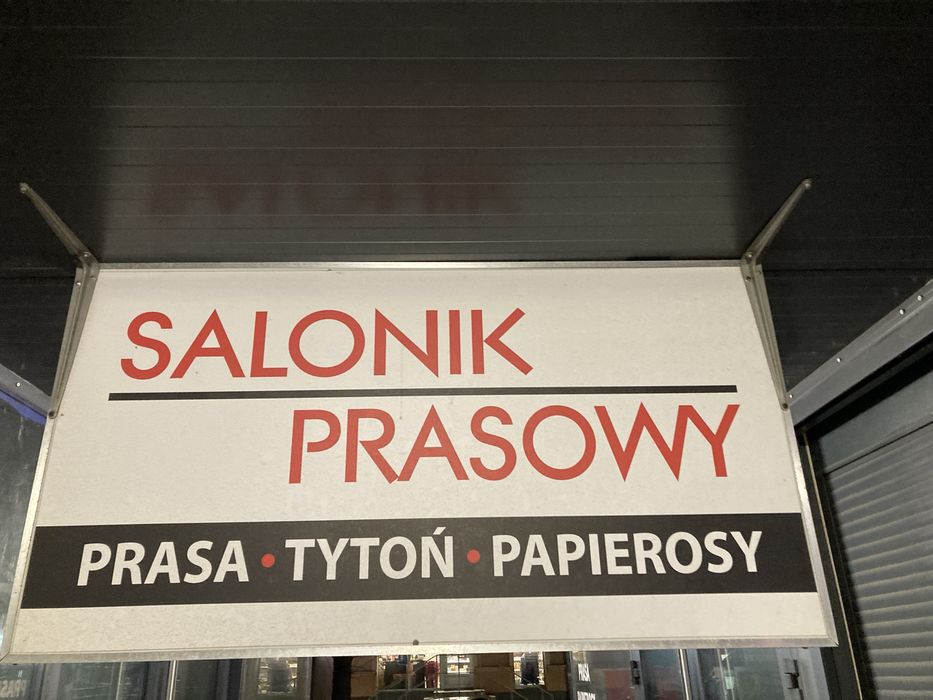 SALONIK
PRASOWY
PRASA • TYTOŃ • PAPIEROSY